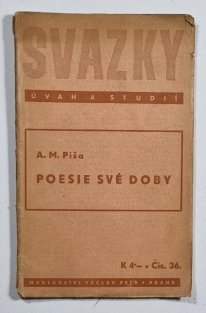 SVAZKY
ÚVAH A STUDIÍ
A. M. Píša
POESIE SVÉ DOBY
K 4·– • Čís. 36.
NAKLADATEL VÁCLAV PETR • PRAHA